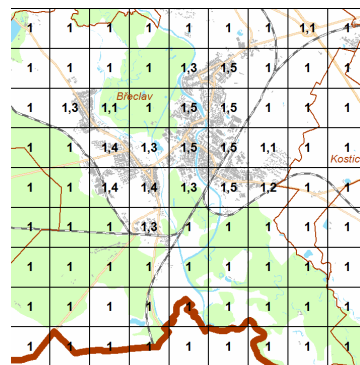 1 1 1 1 1 1 1 1,1 1
1 1 1 1 1,3 1,5 1 1 1
1 1,3 1,1 1 1,5 1,5 1 1 1
Břeclav
1 1 1,4 1,3 1,5 1,5 1,1 1 1
Kostic
1 1 1,4 1,4 1,3 1,5 1,2 1 1
1 1 1 1,3 1 1 1 1 1
1 1 1 1 1 1 1 1 1
1 1 1 1 1 1 1 1 1
1 1 1 1 1 1 1 1 1